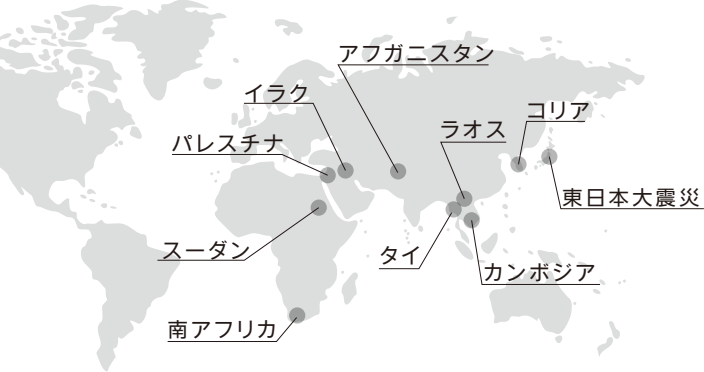 アフガニスタン
イラク
コリア
ラオス
パレスチナ
東日本大震災
スーダン
タイ
カンボジア
南アフリカ